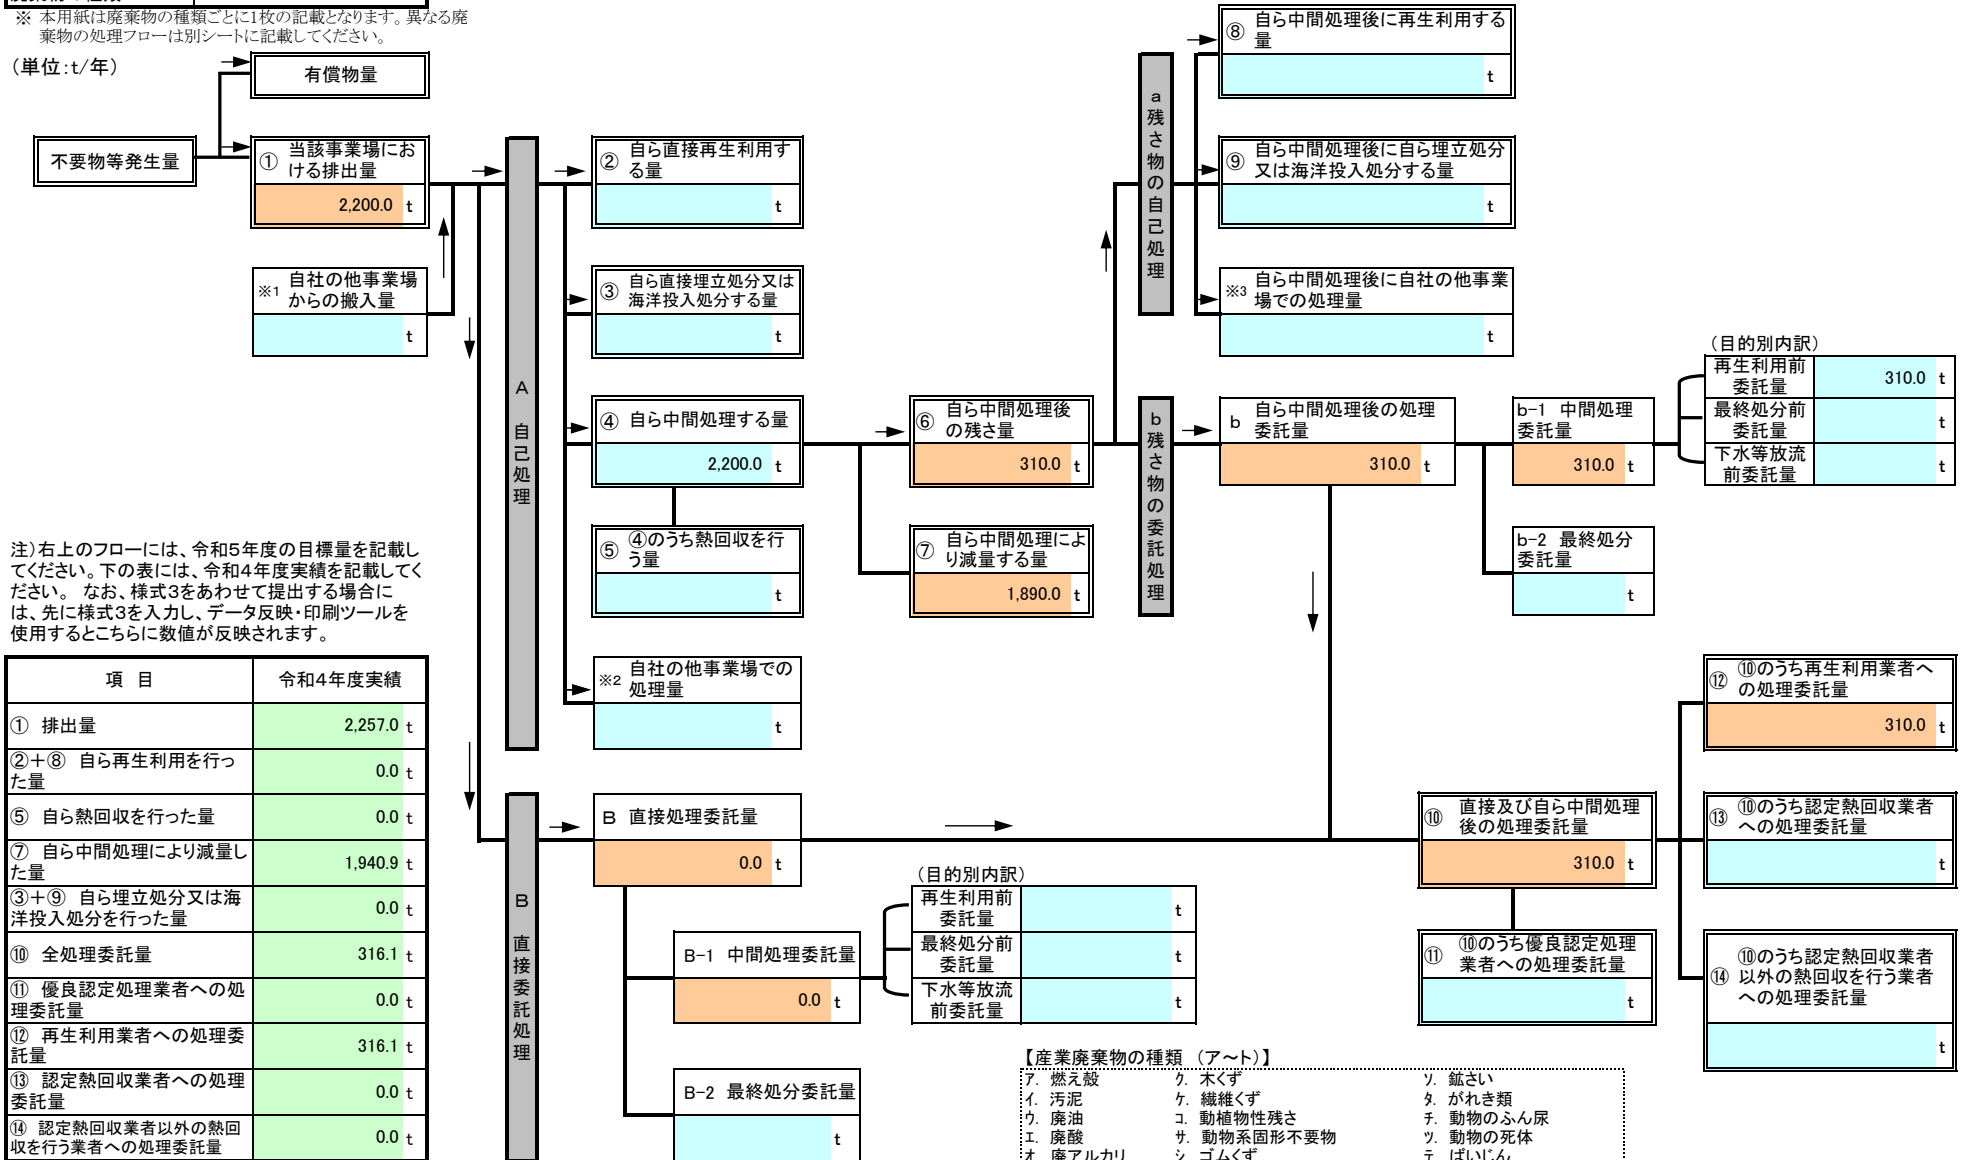 ※ 本用紙は廃棄物の種類ごとに1枚の記載となります。異なる廃
棄物の処理フローは別シートに記載してください。
（単位：t/年）
有償物量
不要物等発生量
① 当該事業場にお
ける排出量
2,200.0 t
※1 自社の他事業場
からの搬入量
t
A 自己処理
② 自ら直接再生利用す
る量
t
③ 自ら直接埋立処分又は
海洋投入処分する量
t
④ 自ら中間処理する量
2,200.0 t
⑤ ④のうち熱回収を行
う量
t
※2 自社の他事業場での
処理量
t
⑥ 自ら中間処理後
の残さ量
310.0 t
⑦ 自ら中間処理によ
り減量する量
1,890.0 t
a 残さ物の自己処理
⑧ 自ら中間処理後に再生利用する
量
t
⑨ 自ら中間処理後に自ら埋立処分
又は海洋投入処分する量
t
※3 自ら中間処理後に自社の他事業
場での処理量
t
b 残さ物の委託処理
b 自ら中間処理後の処理
委託量
310.0 t
b-1 中間処理
委託量
310.0 t
（目的別内訳）
再生利用前
委託量
310.0 t
最終処分前
委託量
t
下水等放流
前委託量
t
b-2 最終処分
委託量
t
注）右上のフローには、令和5年度の目標量を記載し
てください。下の表には、令和4年度実績を記載してく
ださい。 なお、様式3をあわせて提出する場合に
は、先に様式3を入力し、データ反映・印刷ツールを
使用するとこちらに数値が反映されます。
項 目 令和4年度実績
① 排出量 2,257.0 t
②＋⑧ 自ら再生利用を行っ
た量 0.0 t
⑤ 自ら熱回収を行った量 0.0 t
⑦ 自ら中間処理により減量し
た量 1,940.9 t
③＋⑨ 自ら埋立処分又は海
洋投入処分を行った量 0.0 t
⑩ 全処理委託量 316.1 t
⑪ 優良認定処理業者への処
理委託量 0.0 t
⑫ 再生利用業者への処理委
託量 316.1 t
⑬ 認定熱回収業者への処理
委託量 0.0 t
⑭ 認定熱回収業者以外の熱回
収を行う業者への処理委託量 0.0 t
B 直接委託処理
B 直接処理委託量
0.0 t
B-1 中間処理委託量
0.0 t
（目的別内訳）
再生利用前
委託量
t
最終処分前
委託量
t
下水等放流
前委託量
t
B-2 最終処分委託量
t
⑩ 直接及び自ら中間処理
後の処理委託量
310.0 t
⑪ ⑩のうち優良認定処理
業者への処理委託量
t
⑫ ⑩のうち再生利用業者へ
の処理委託量
310.0 t
⑬ ⑩のうち認定熱回収業者
への処理委託量
t
⑭ ⑩のうち認定熱回収業者
以外の熱回収を行う業者
への処理委託量
t
【産業廃棄物の種類 （ア～ト）】
ア. 燃え殻 ク. 木くず ソ. 鉱さい
イ. 汚泥 ケ. 繊維くず タ. がれき類
ウ. 廃油 コ. 動植物性残さ チ. 動物のふん尿
エ. 廃酸 サ. 動物系固形不要物 ツ. 動物の死体
オ. 廃アルカリ シ. ゴムくず テ. ばいじん